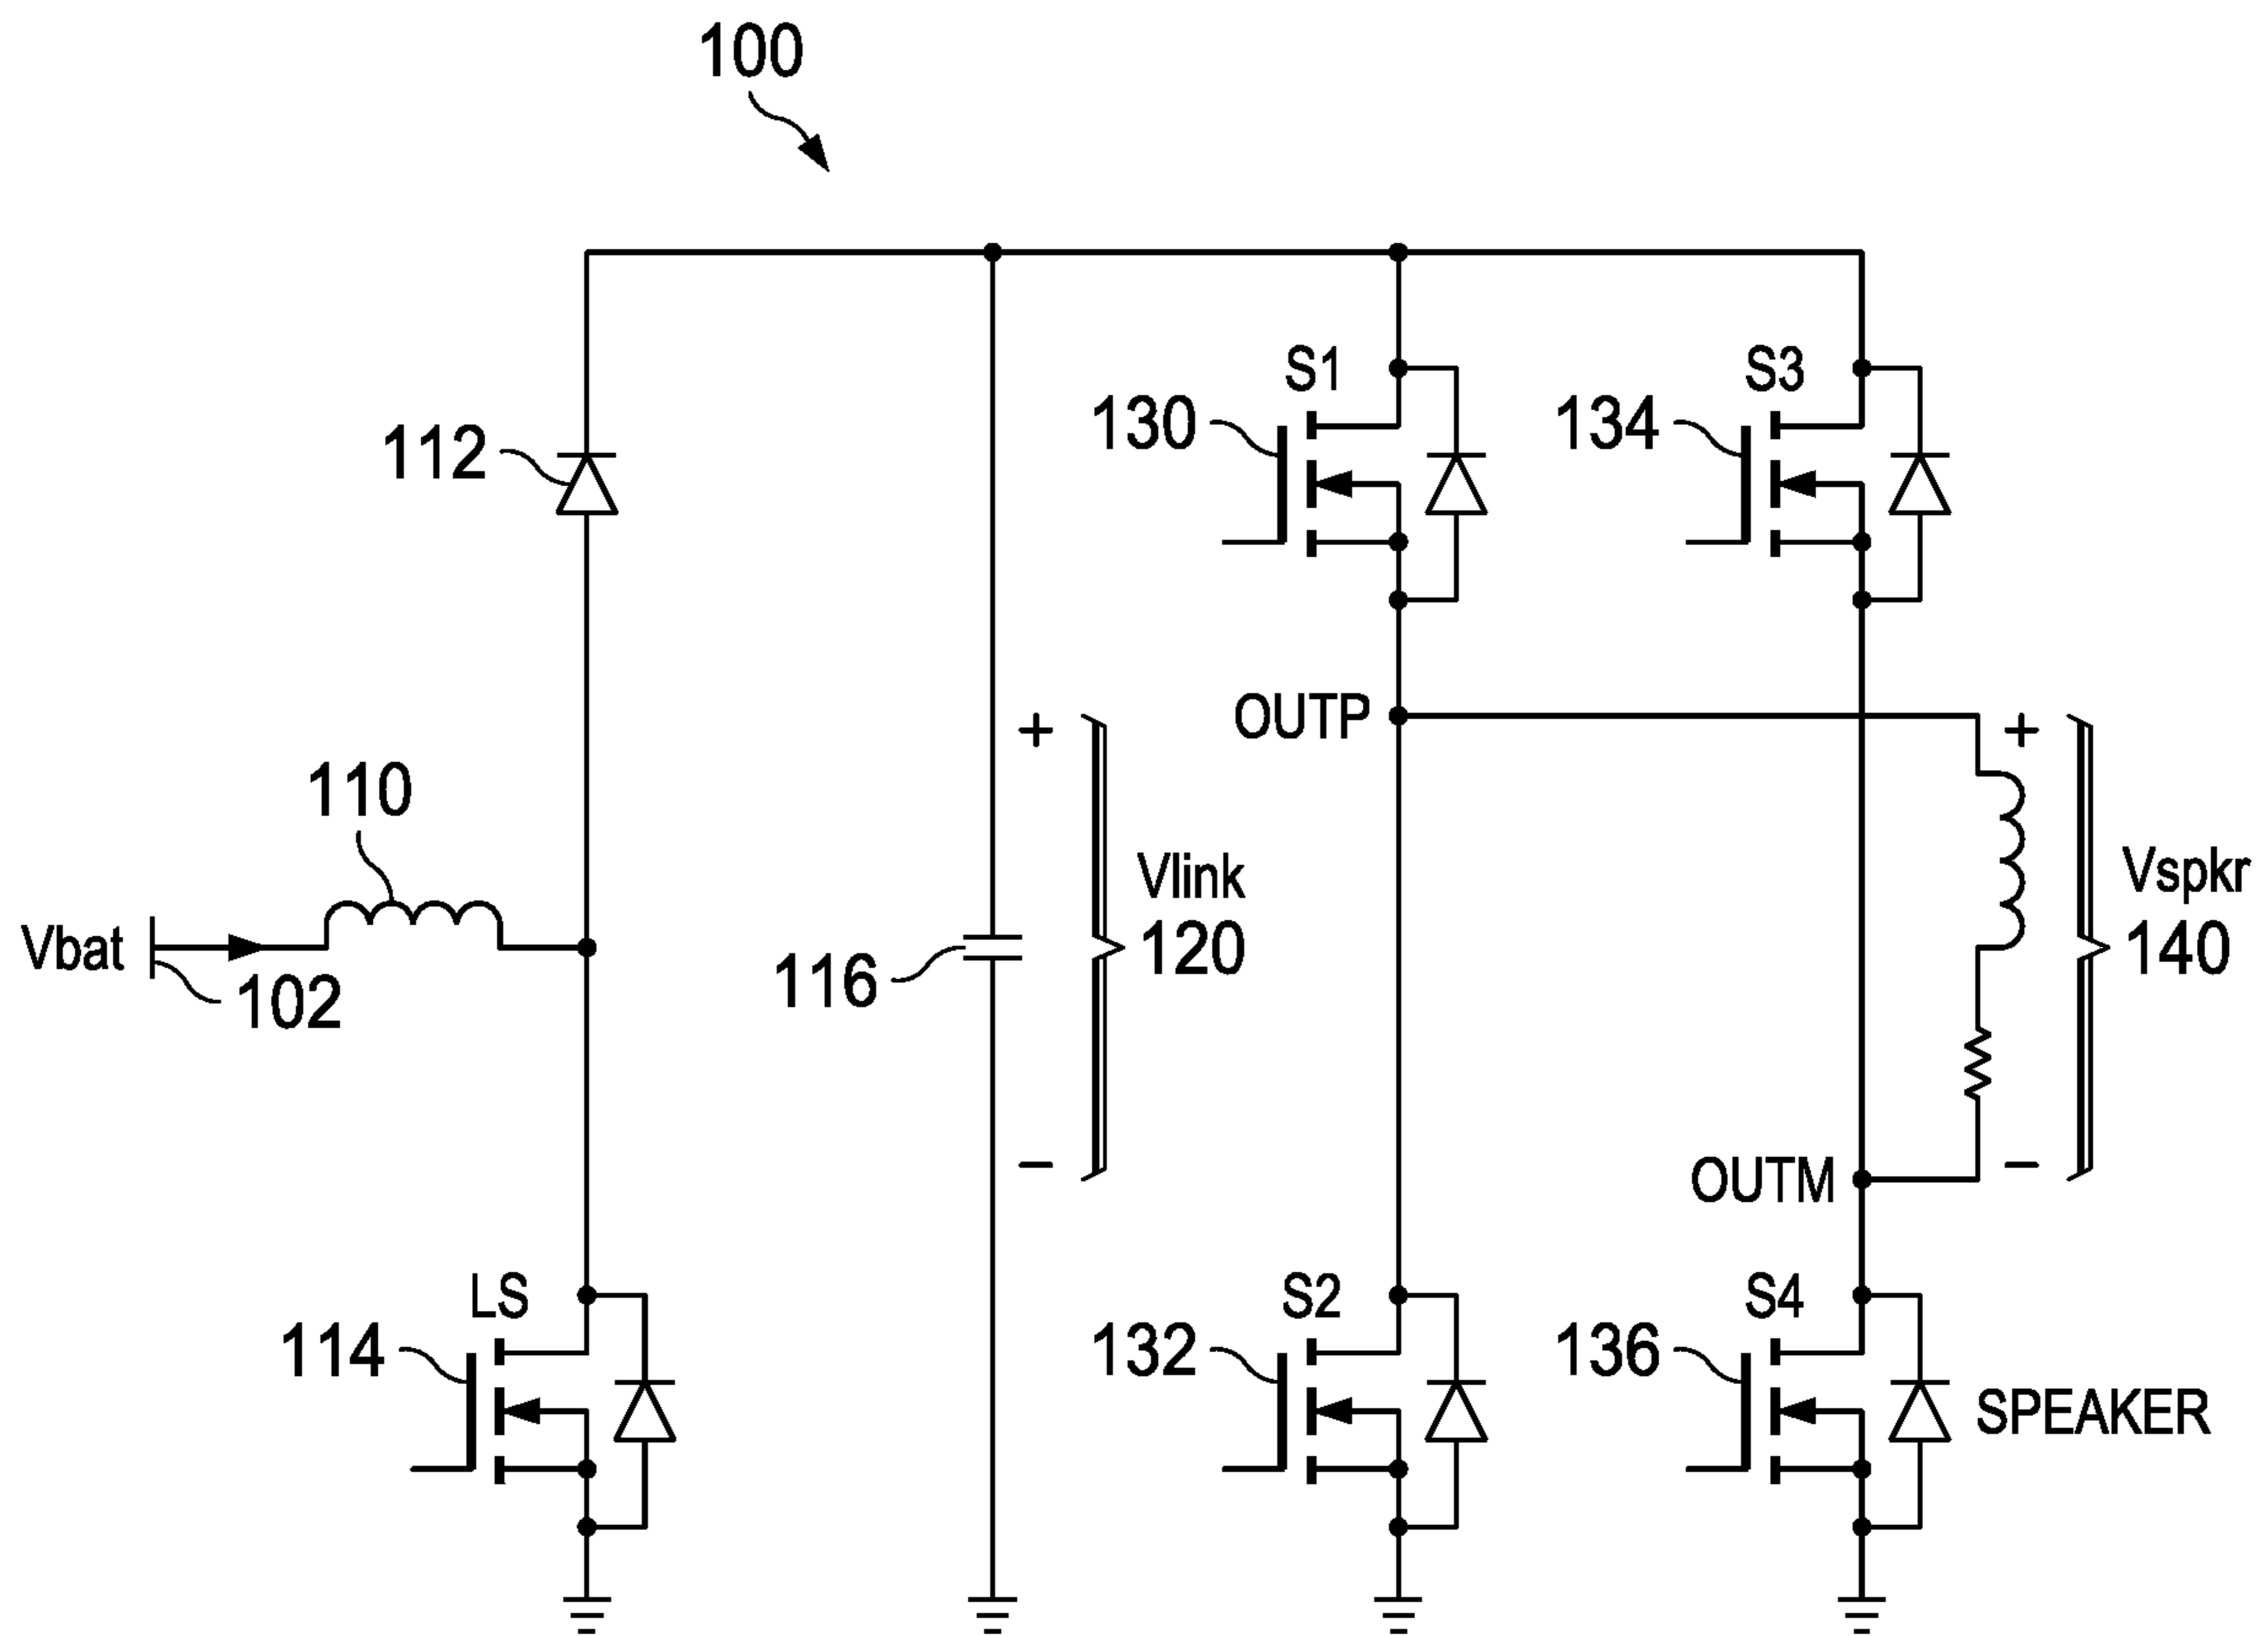 100
S1
S3
130
134
112
OUTP
+
+
110
Vlink
120
Vspkr
140
Vbat
102
116
−
−
OUTM
LS
S2
S4
114
132
136
SPEAKER